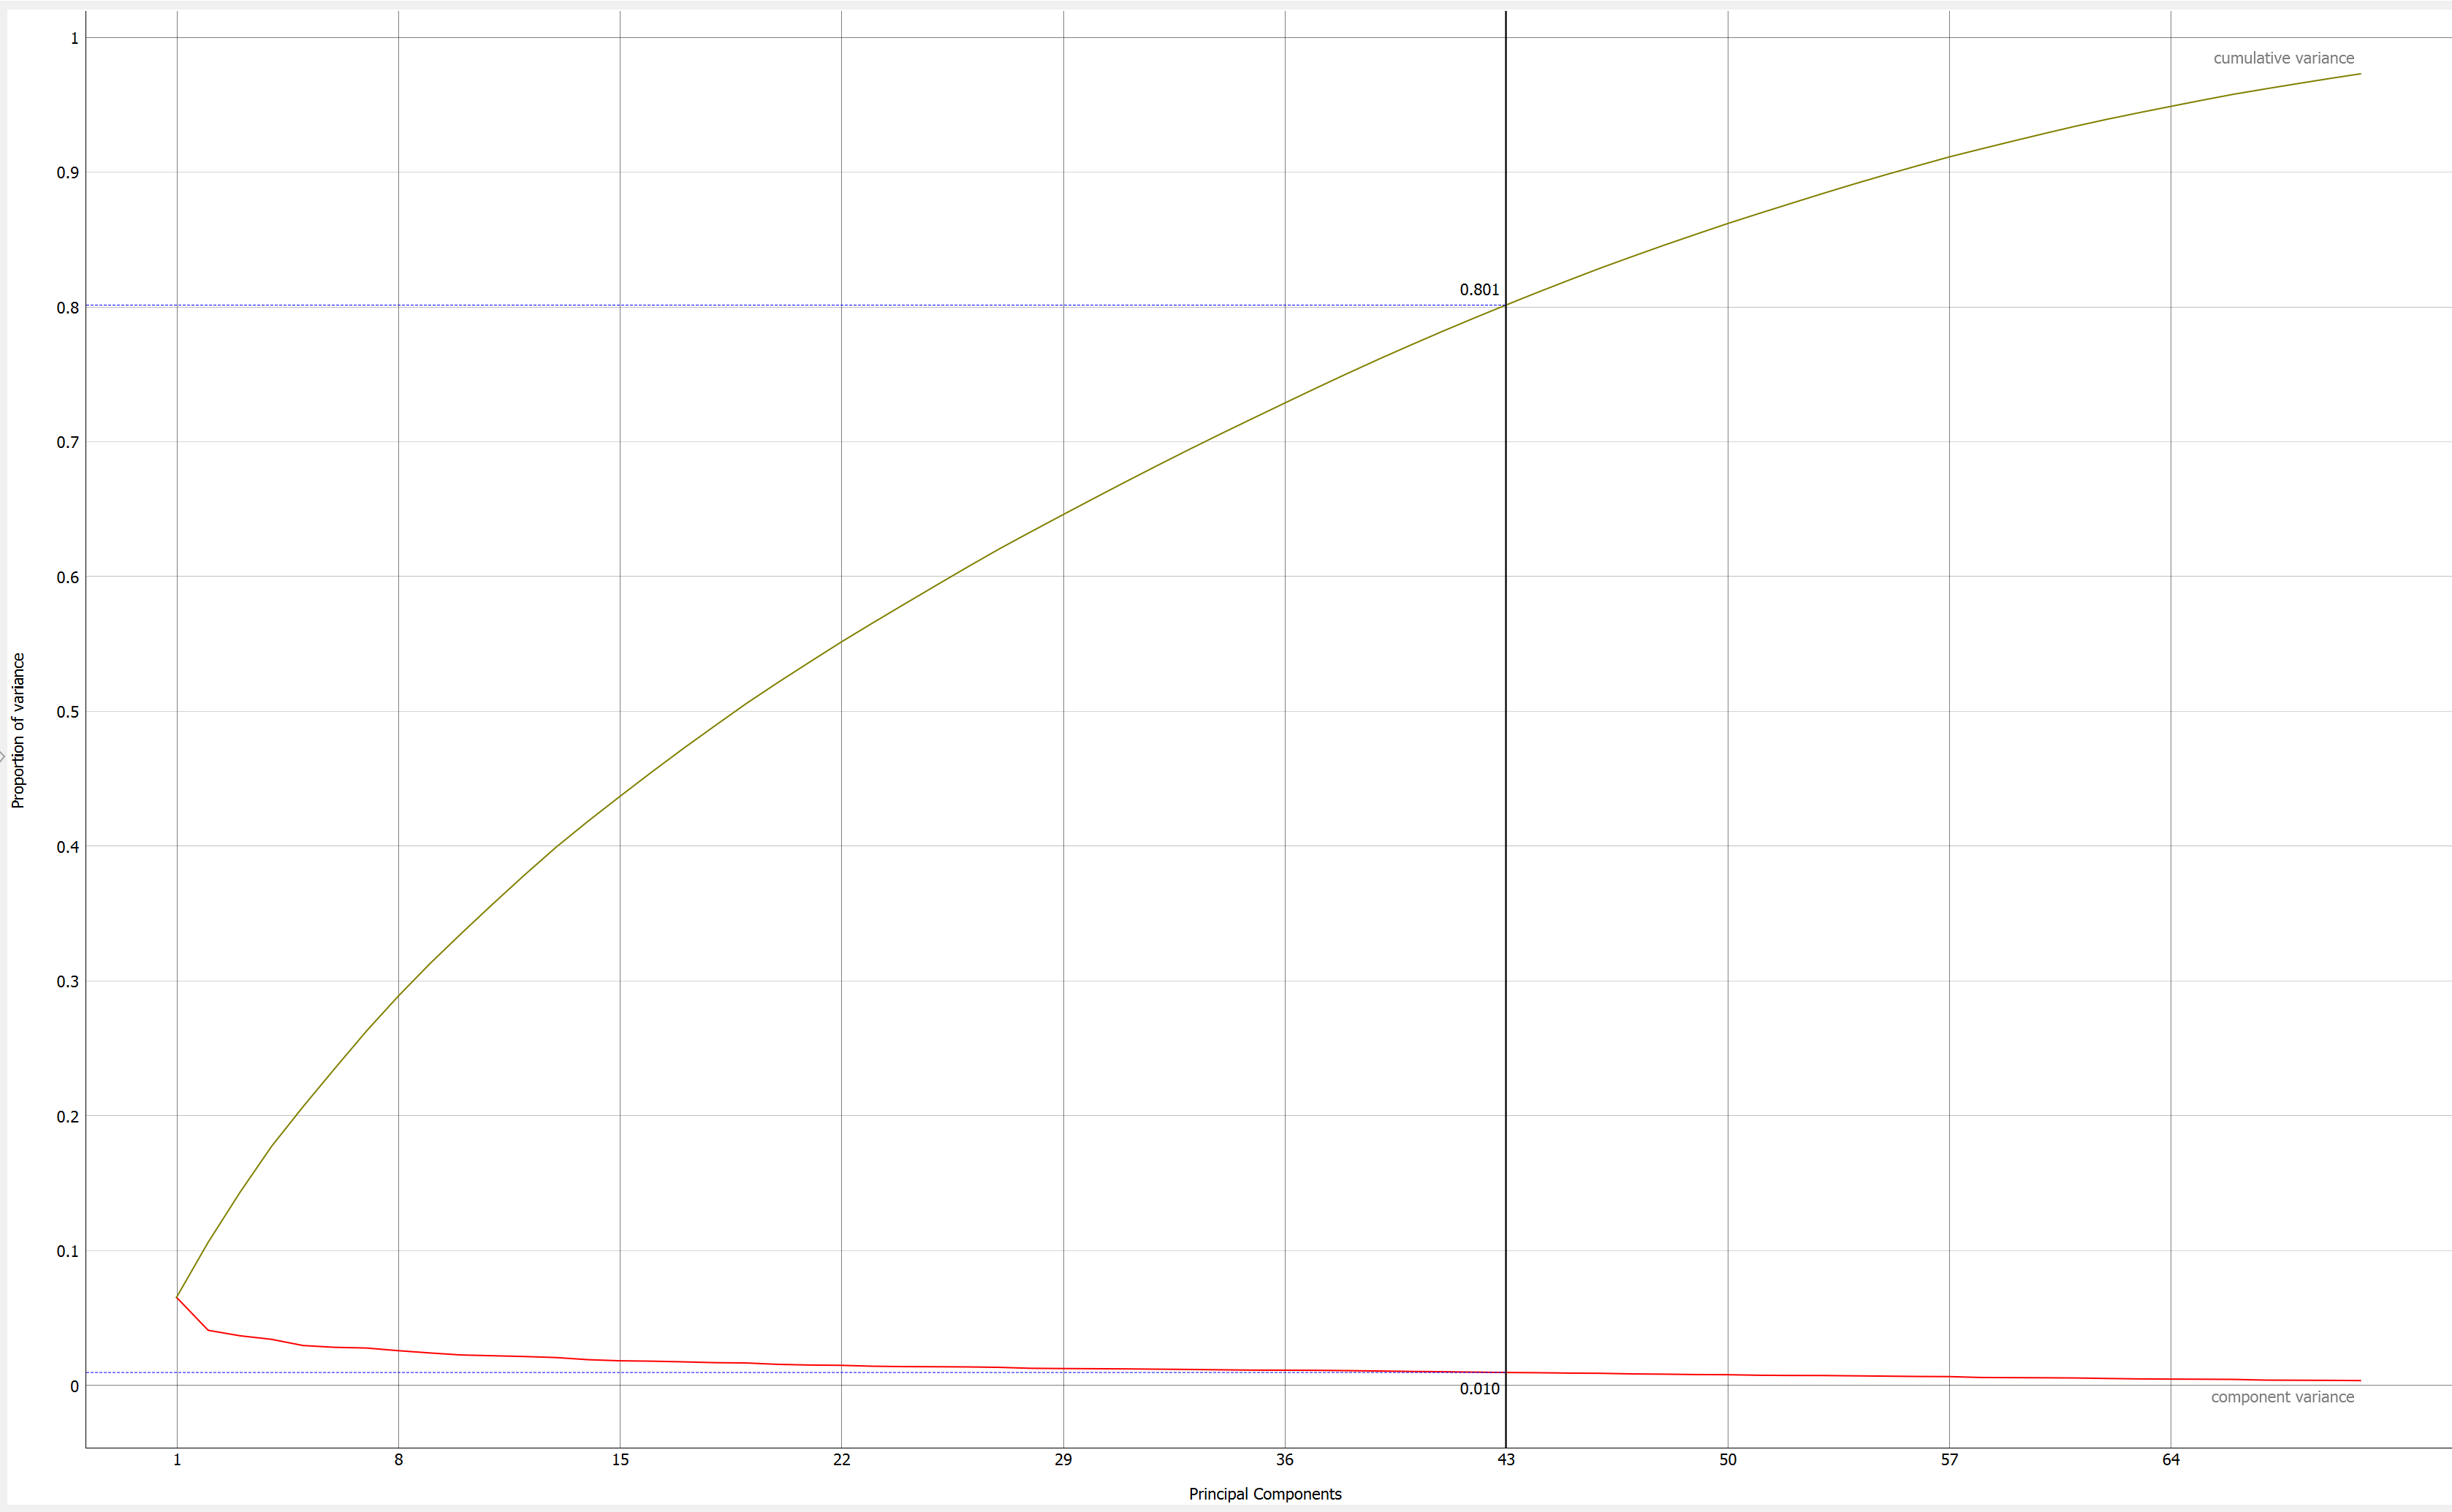 1
cumulative variance
0.9
0.801
0.8
0.7
0.6
Proportion of variance
0.5
0.4
0.3
0.2
0.1
0
0.010
component variance
1 8 15 22 29 36 43 50 57 64
Principal Components